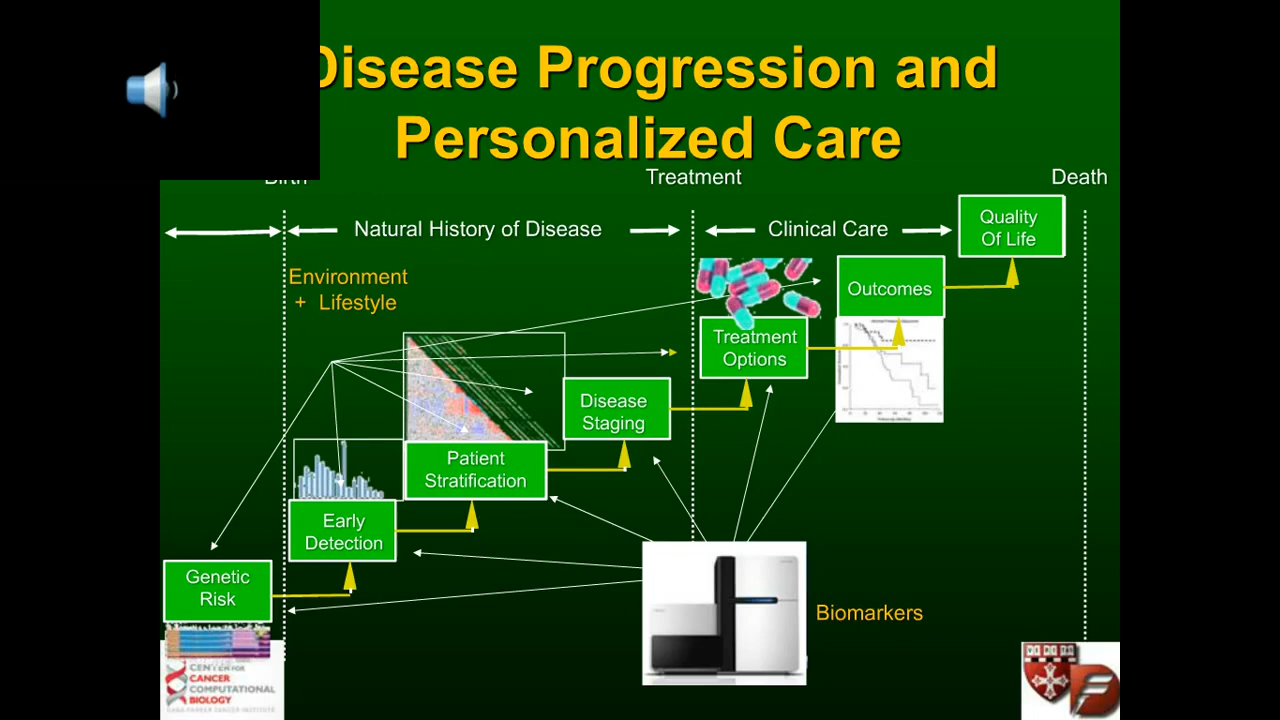 Disease Progression and
Personalized Care
Birth
Treatment
Death
Natural History of Disease
Clinical Care
Quality
Of Life
Environment
+ Lifestyle
Outcomes
Treatment
Options
Disease
Staging
Patient
Stratification
Early
Detection
Genetic
Risk
Biomarkers
CENTER FOR
CANCER
COMPUTATIONAL
BIOLOGY